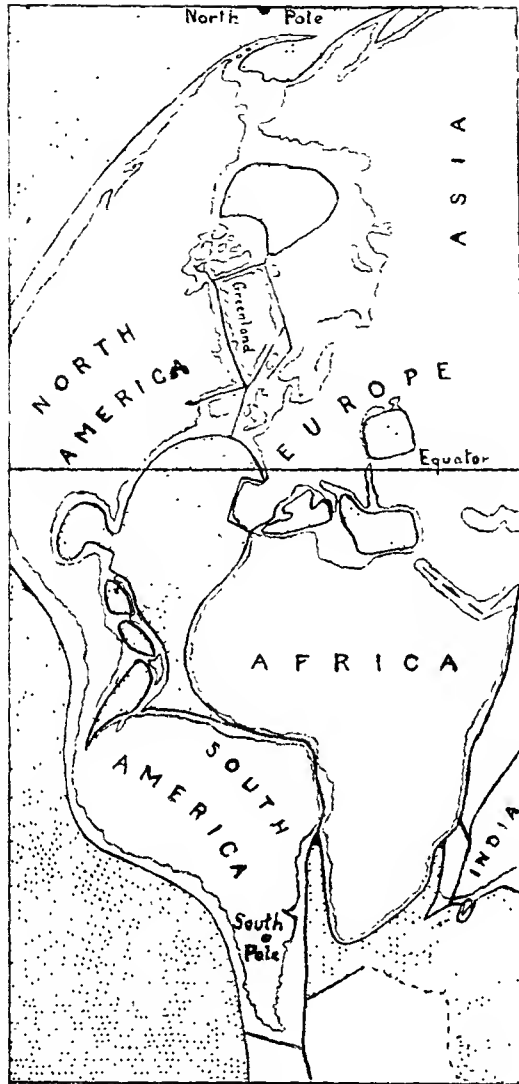 North Pole
ASIA
Greenland
NORTH
AMERICA
EUROPE
Equator
AFRICA
SOUTH
AMERICA
INDIA
South
Pole